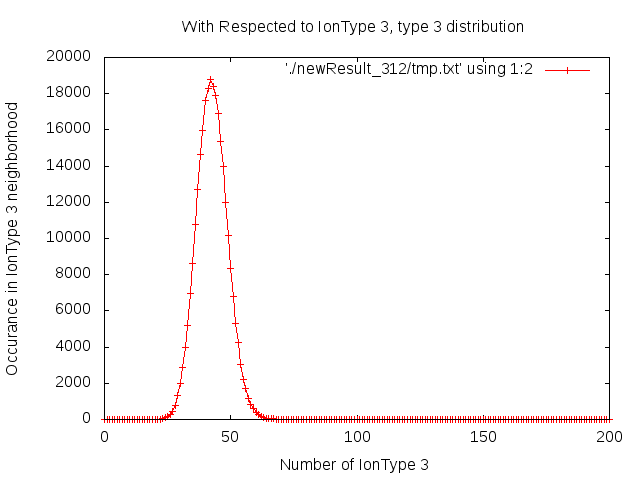 With Respected to IonType 3, type 3 distribution
'./newResult_312/tmp.txt' using 1:2
Occurance in IonType 3 neighborhood
20000
18000
16000
14000
12000
10000
8000
6000
4000
2000
0
0 50 100 150 200
Number of IonType 3